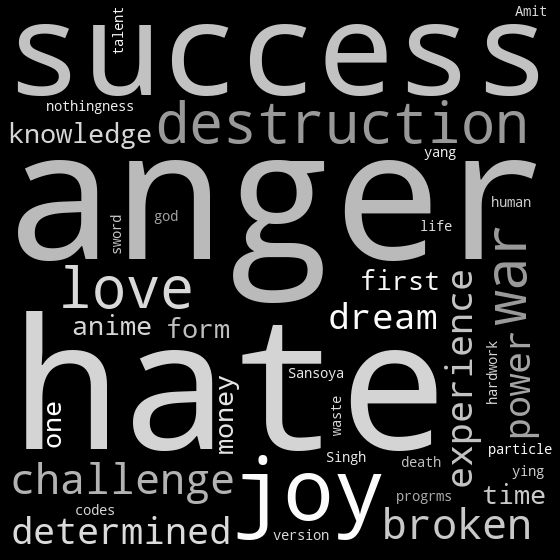 Amit
success
talent
nothingness
destruction
knowledge
yang
anger
human
god
sword
life
war
love
first
experience
dream
anime
form
hate
power
hardwork
Sansoya
money
one
waste
particle
Singh
joy
death
challenge
ying
time
progrms
codes
broken
determined
version